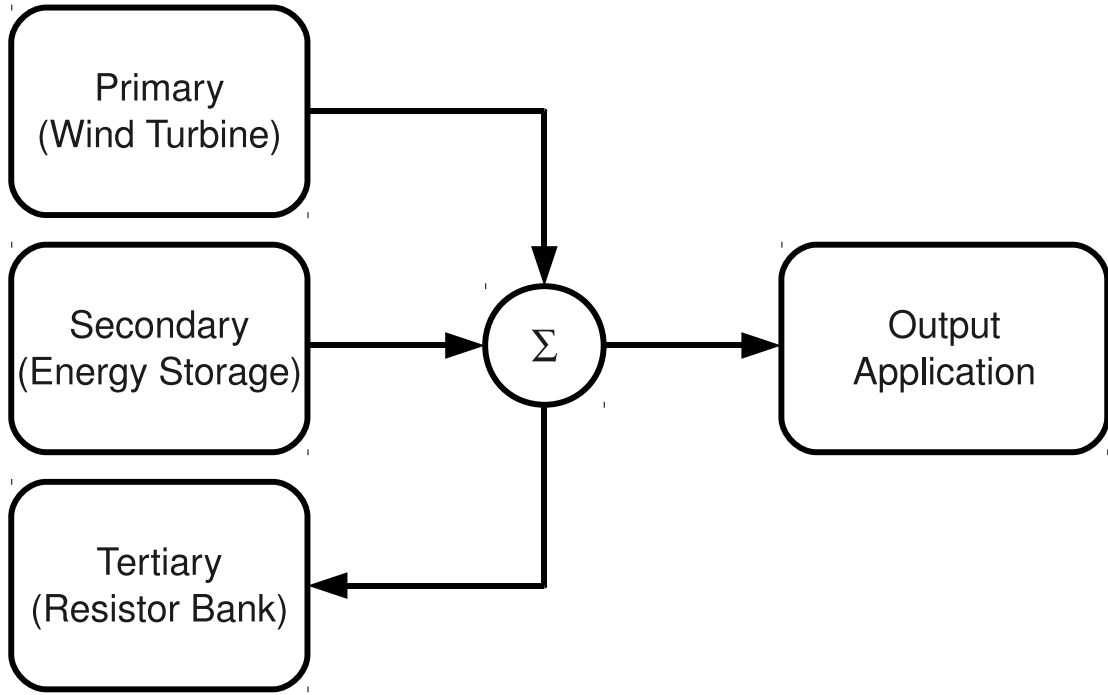 Primary
(Wind Turbine)
Secondary
(Energy Storage)
Σ
Output
Application
Tertiary
(Resistor Bank)